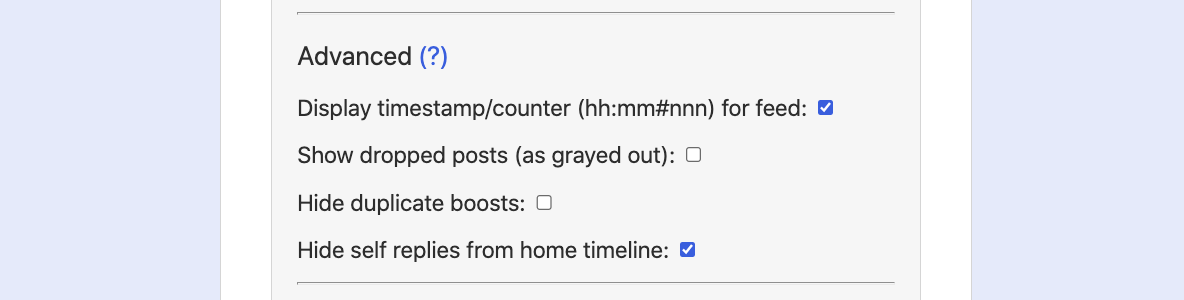 Advanced (?)
Display timestamp/counter (hh:mm#nnn) for feed:
Show dropped posts (as grayed out):
Hide duplicate boosts:
Hide self replies from home timeline: